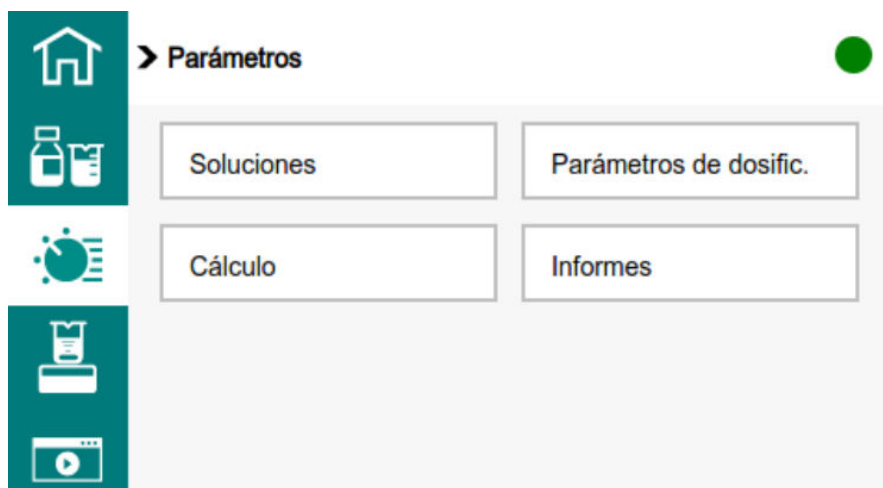 Parámetros
Soluciones
Parámetros de dosific.
Cálculo
Informes